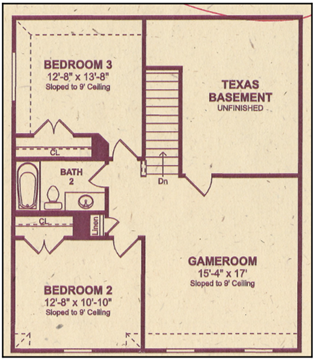 BEDROOM 3
12'-8" x 13'-8"
Sloped to 9' Ceiling
TEXAS
BASEMENT
UNFINISHED
CL
BATH
2
Dn
CL
Linen
GAMEROOM
15'-4" x 17'
Sloped to 9' Ceiling
BEDROOM 2
12'-8" x 10'-10"
Sloped to 9' Ceiling